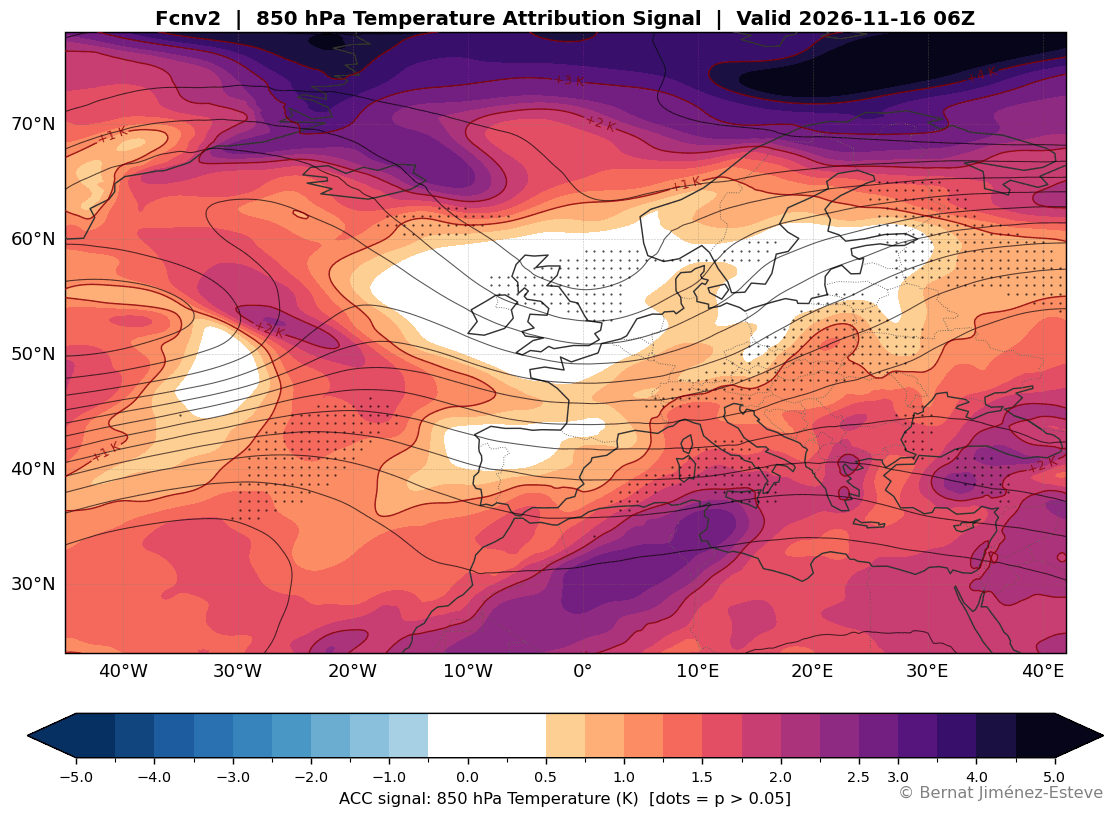 Fcnv2 | 850 hPa Temperature Attribution Signal | Valid 2026-11-16 06Z
+3 K
+4 K
70°N
+1 K
+2 K
+1 K
60°N
+2 K
50°N
+1 K
+2 K
40°N
30°N
40°W 30°W 20°W 10°W 0° 10°E 20°E 30°E 40°E
−5.0 −4.0 −3.0 −2.0 −1.0 0.0 0.5 1.0 1.5 2.0 2.5 3.0 4.0 5.0
ACC signal: 850 hPa Temperature (K) [dots = p > 0.05]
© Bernat Jiménez-Esteve